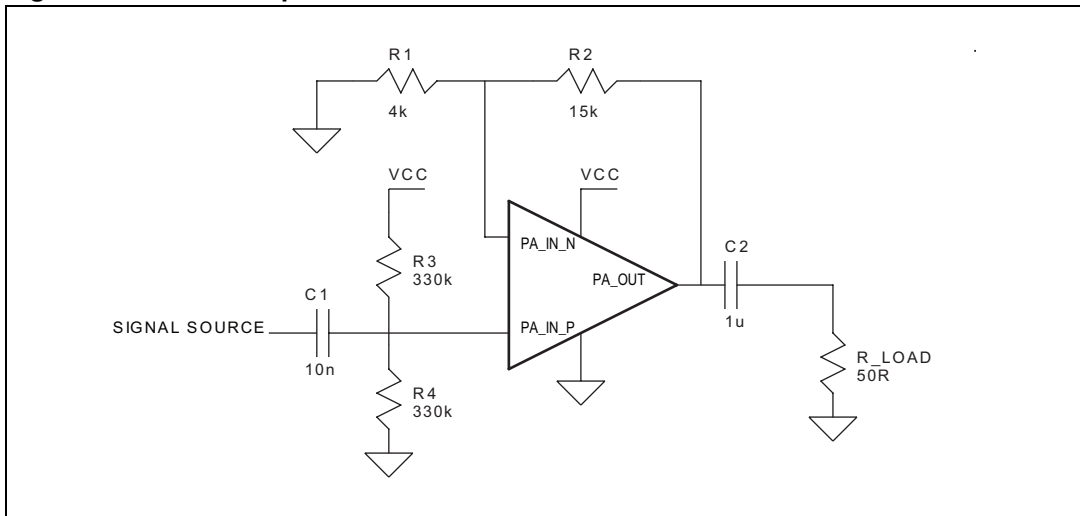 R1
R2
4k
15k
VCC
VCC
PA_IN_N
R3
330k
C2
PA_OUT
C1
SIGNAL SOURCE
PA_IN_P
1u
R_LOAD
50R
10n
R4
330k